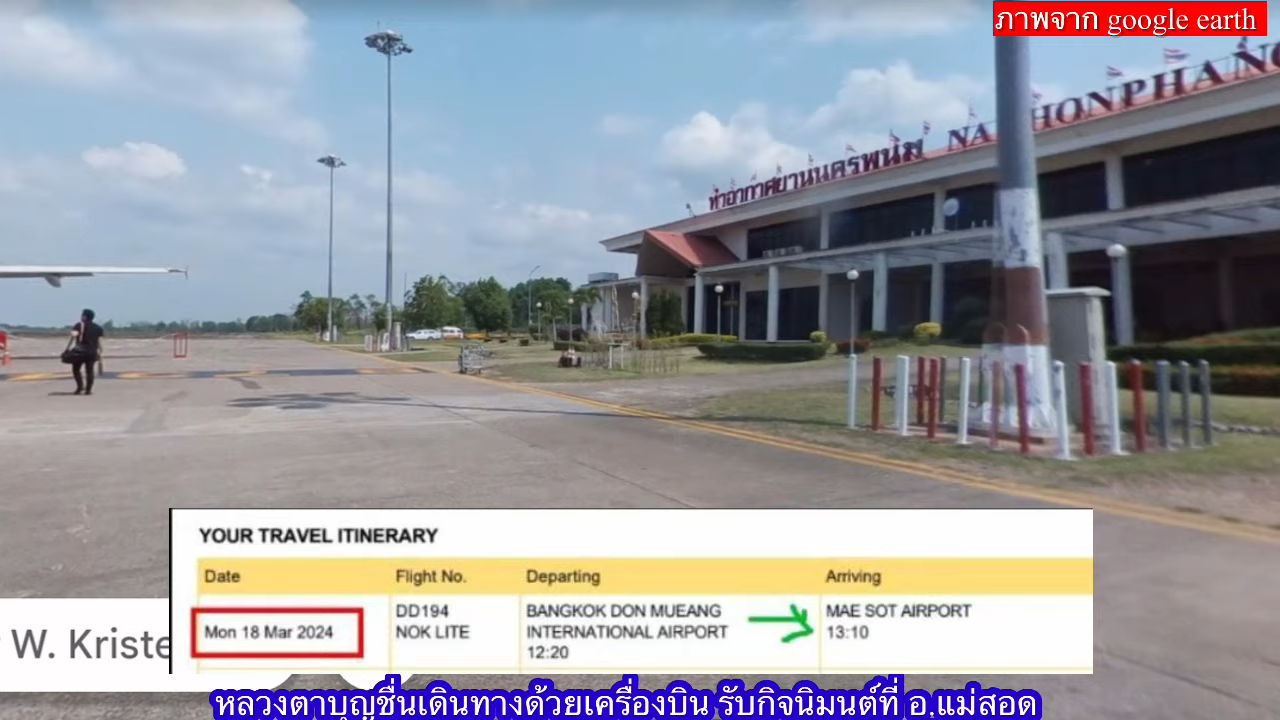 ภาพจาก google earth
ท่าอากาศยานนครพนม NA HONPHANO
YOUR TRAVEL ITINERARY
Date Flight No. Departing Arriving
Mon 18 Mar 2024
DD194
NOK LITE
BANGKOK DON MUEANG
INTERNATIONAL AIRPORT
12:20
MAE SOT AIRPORT
13:10
W. Kriste
หลวงตาบุญชื่นเดินทางด้วยเครื่องบิน รับกิจนิมนต์ที่ อ.แม่สอด